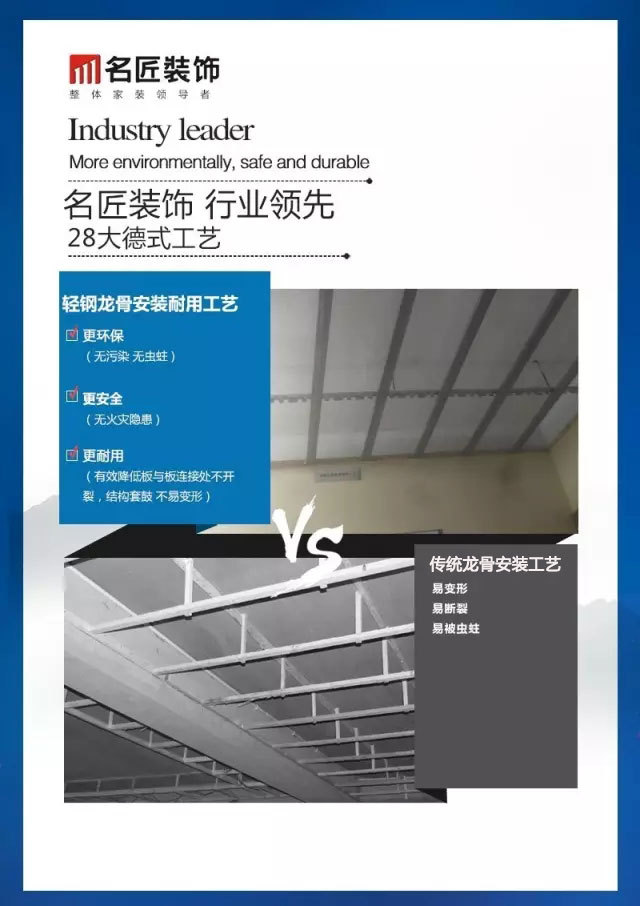 名匠装饰
整体家装领导者
Industry leader
More environmentally, safe and durable
名匠装饰 行业领先
28大德式工艺
轻钢龙骨安装耐用工艺
更环保
（无污染 无虫蛀）
更安全
（无火灾隐患）
更耐用
（有效降低板与板连接处不开
裂，结构套鼓 不易变形）
VS
传统龙骨安装工艺
易变形
易断裂
易被虫蛀